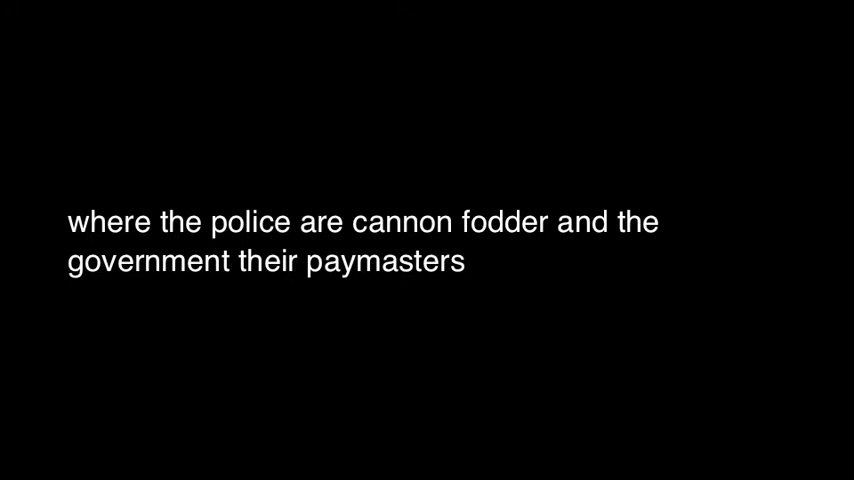 where the police are cannon fodder and the
government their paymasters